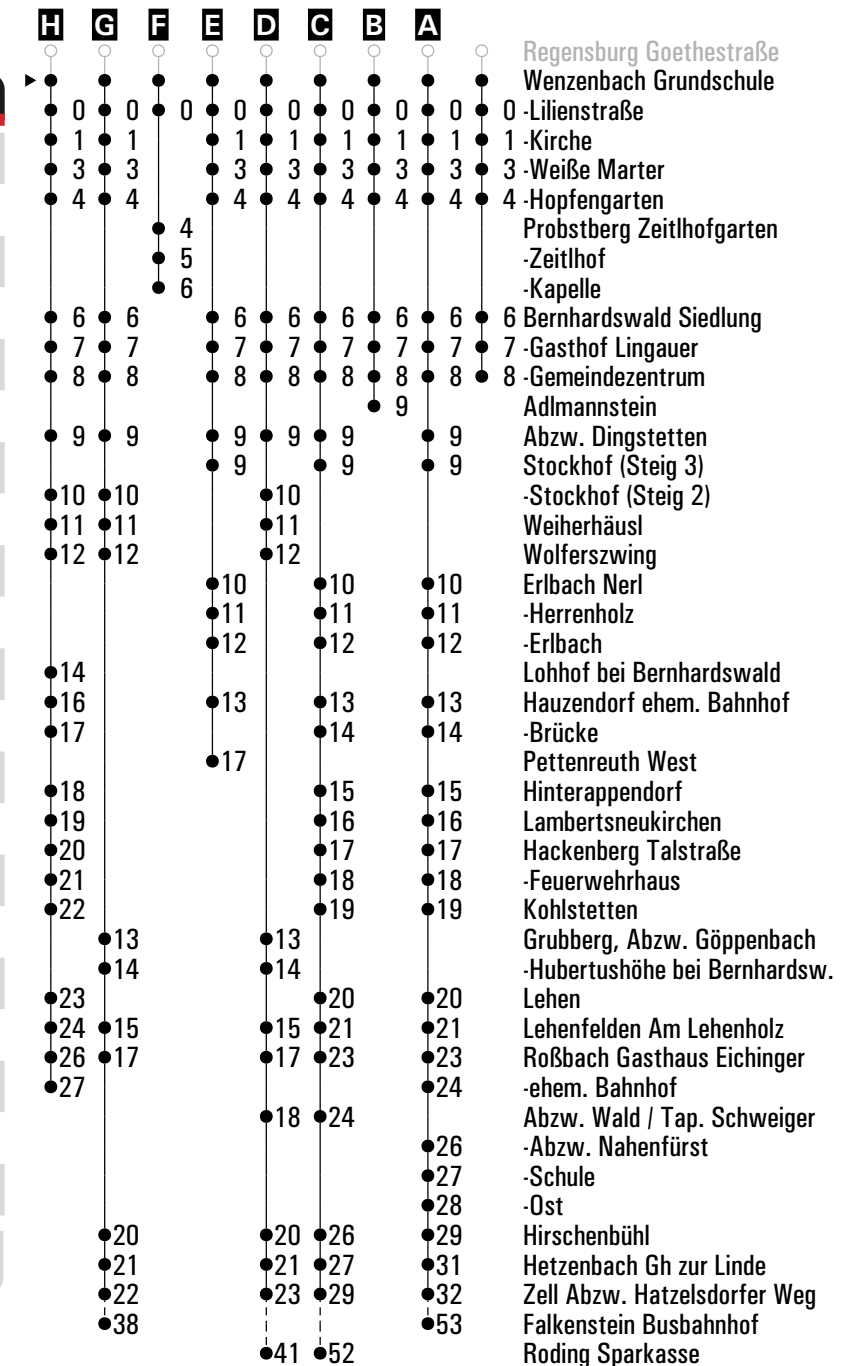 H G F E D C B A
Regensburg Goethestraße
Wenzenbach Grundschule
0 0 0 0 0 0 0 0 0 -Lilienstraße
1 1 1 1 1 1 1 1 -Kirche
3 3 3 3 3 3 3 3 -Weiße Marter
4 4 4 4 4 4 4 4 -Hopfengarten
4 Probstberg Zeitlhofgarten
5 -Zeitlhof
6 -Kapelle
6 6 6 6 6 6 6 6 Bernhardswald Siedlung
7 7 7 7 7 7 7 7 -Gasthof Lingauer
8 8 8 8 8 8 8 8 -Gemeindezentrum
9 Adlmannstein
9 9 9 9 9 9 Abzw. Dingstetten
9 9 9 Stockhof (Steig 3)
10 10 10 -Stockhof (Steig 2)
11 11 11 Weiherhäusl
12 12 12 Wolferszwing
10 10 10 Erlbach Nerl
11 11 11 -Herrenholz
12 12 12 -Erlbach
14 Lohhof bei Bernhardswald
16 13 13 13 Hauzendorf ehem. Bahnhof
17 14 14 -Brücke
17 Pettenreuth West
18 15 15 Hinterappendorf
19 16 16 Lambertsneukirchen
20 17 17 Hackenberg Talstraße
21 18 18 -Feuerwehrhaus
22 19 19 Kohlstetten
13 13 Grubberg, Abzw. Göppenbach
14 14 -Hubertushöhe bei Bernhardsw.
23 20 20 Lehen
24 15 15 21 21 Lehenfelden Am Lehenholz
26 17 17 23 23 Roßbach Gasthaus Eichinger
27 24 -ehem. Bahnhof
18 24 Abzw. Wald / Tap. Schweiger
26 -Abzw. Nahenfürst
27 -Schule
28 -Ost
20 20 26 29 Hirschenbühl
21 21 27 31 Hetzenbach Gh zur Linde
22 23 29 32 Zell Abzw. Hatzelsdorfer Weg
38 53 Falkenstein Busbahnhof
41 52 Roding Sparkasse